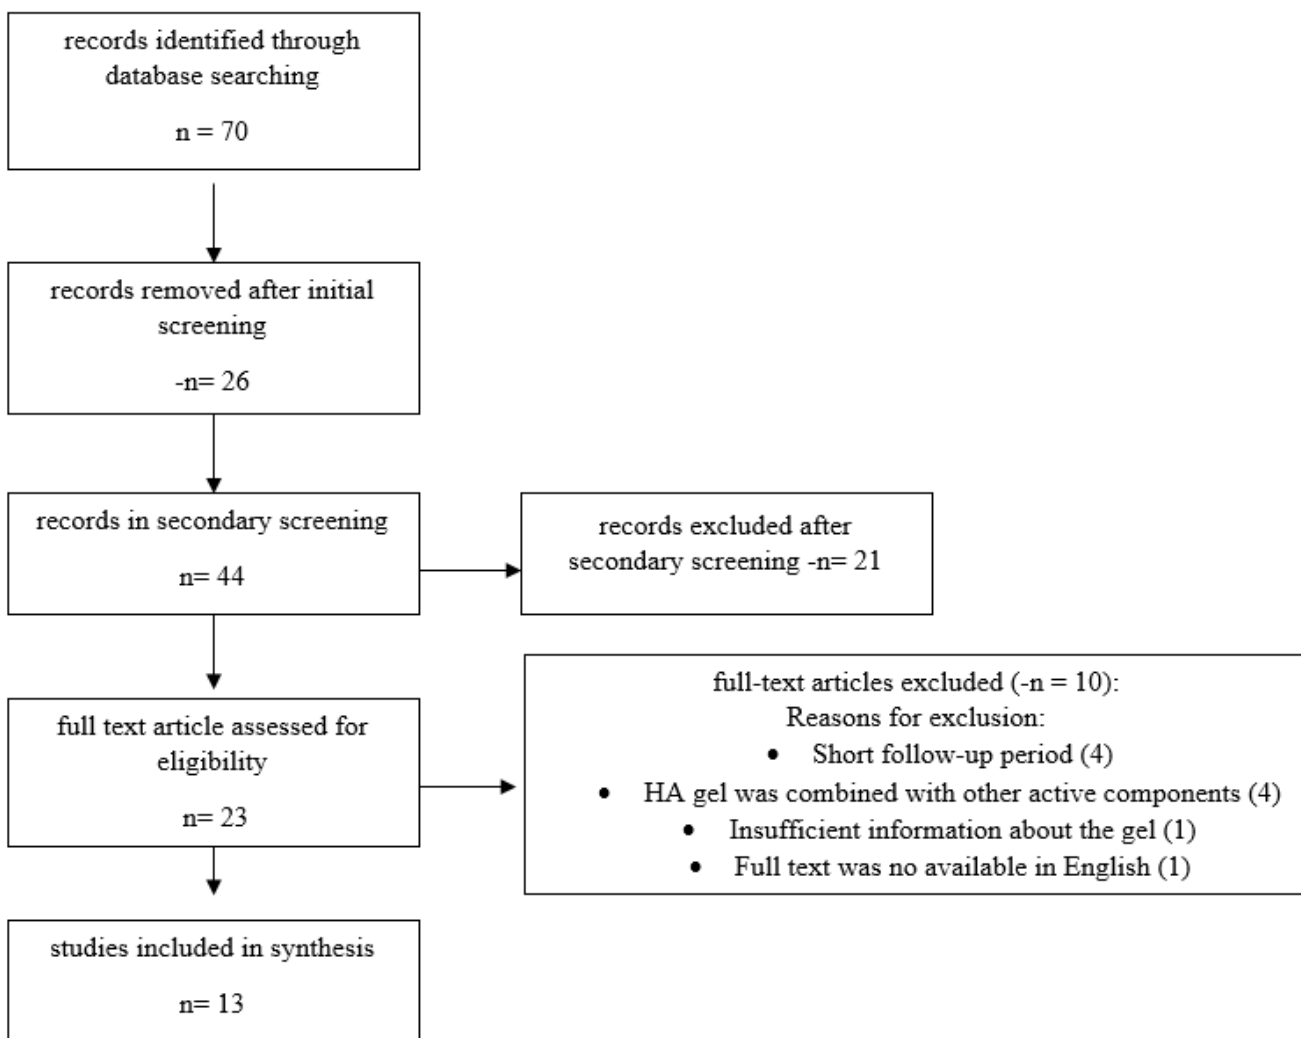 records identified through
database searching
n = 70
records removed after initial
screening
-n= 26
records in secondary screening
n= 44
records excluded after
secondary screening -n= 21
full text article assessed for
eligibility
n= 23
full-text articles excluded (-n = 10):
Reasons for exclusion:
• Short follow-up period (4)
• HA gel was combined with other active components (4)
• Insufficient information about the gel (1)
• Full text was no available in English (1)
studies included in synthesis
n= 13